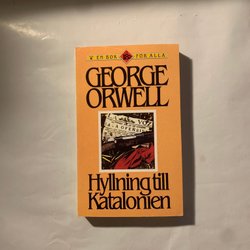 EN BOK FÖR ALLA
GEORGE
ORWELL
Hyllning till
Katalonien